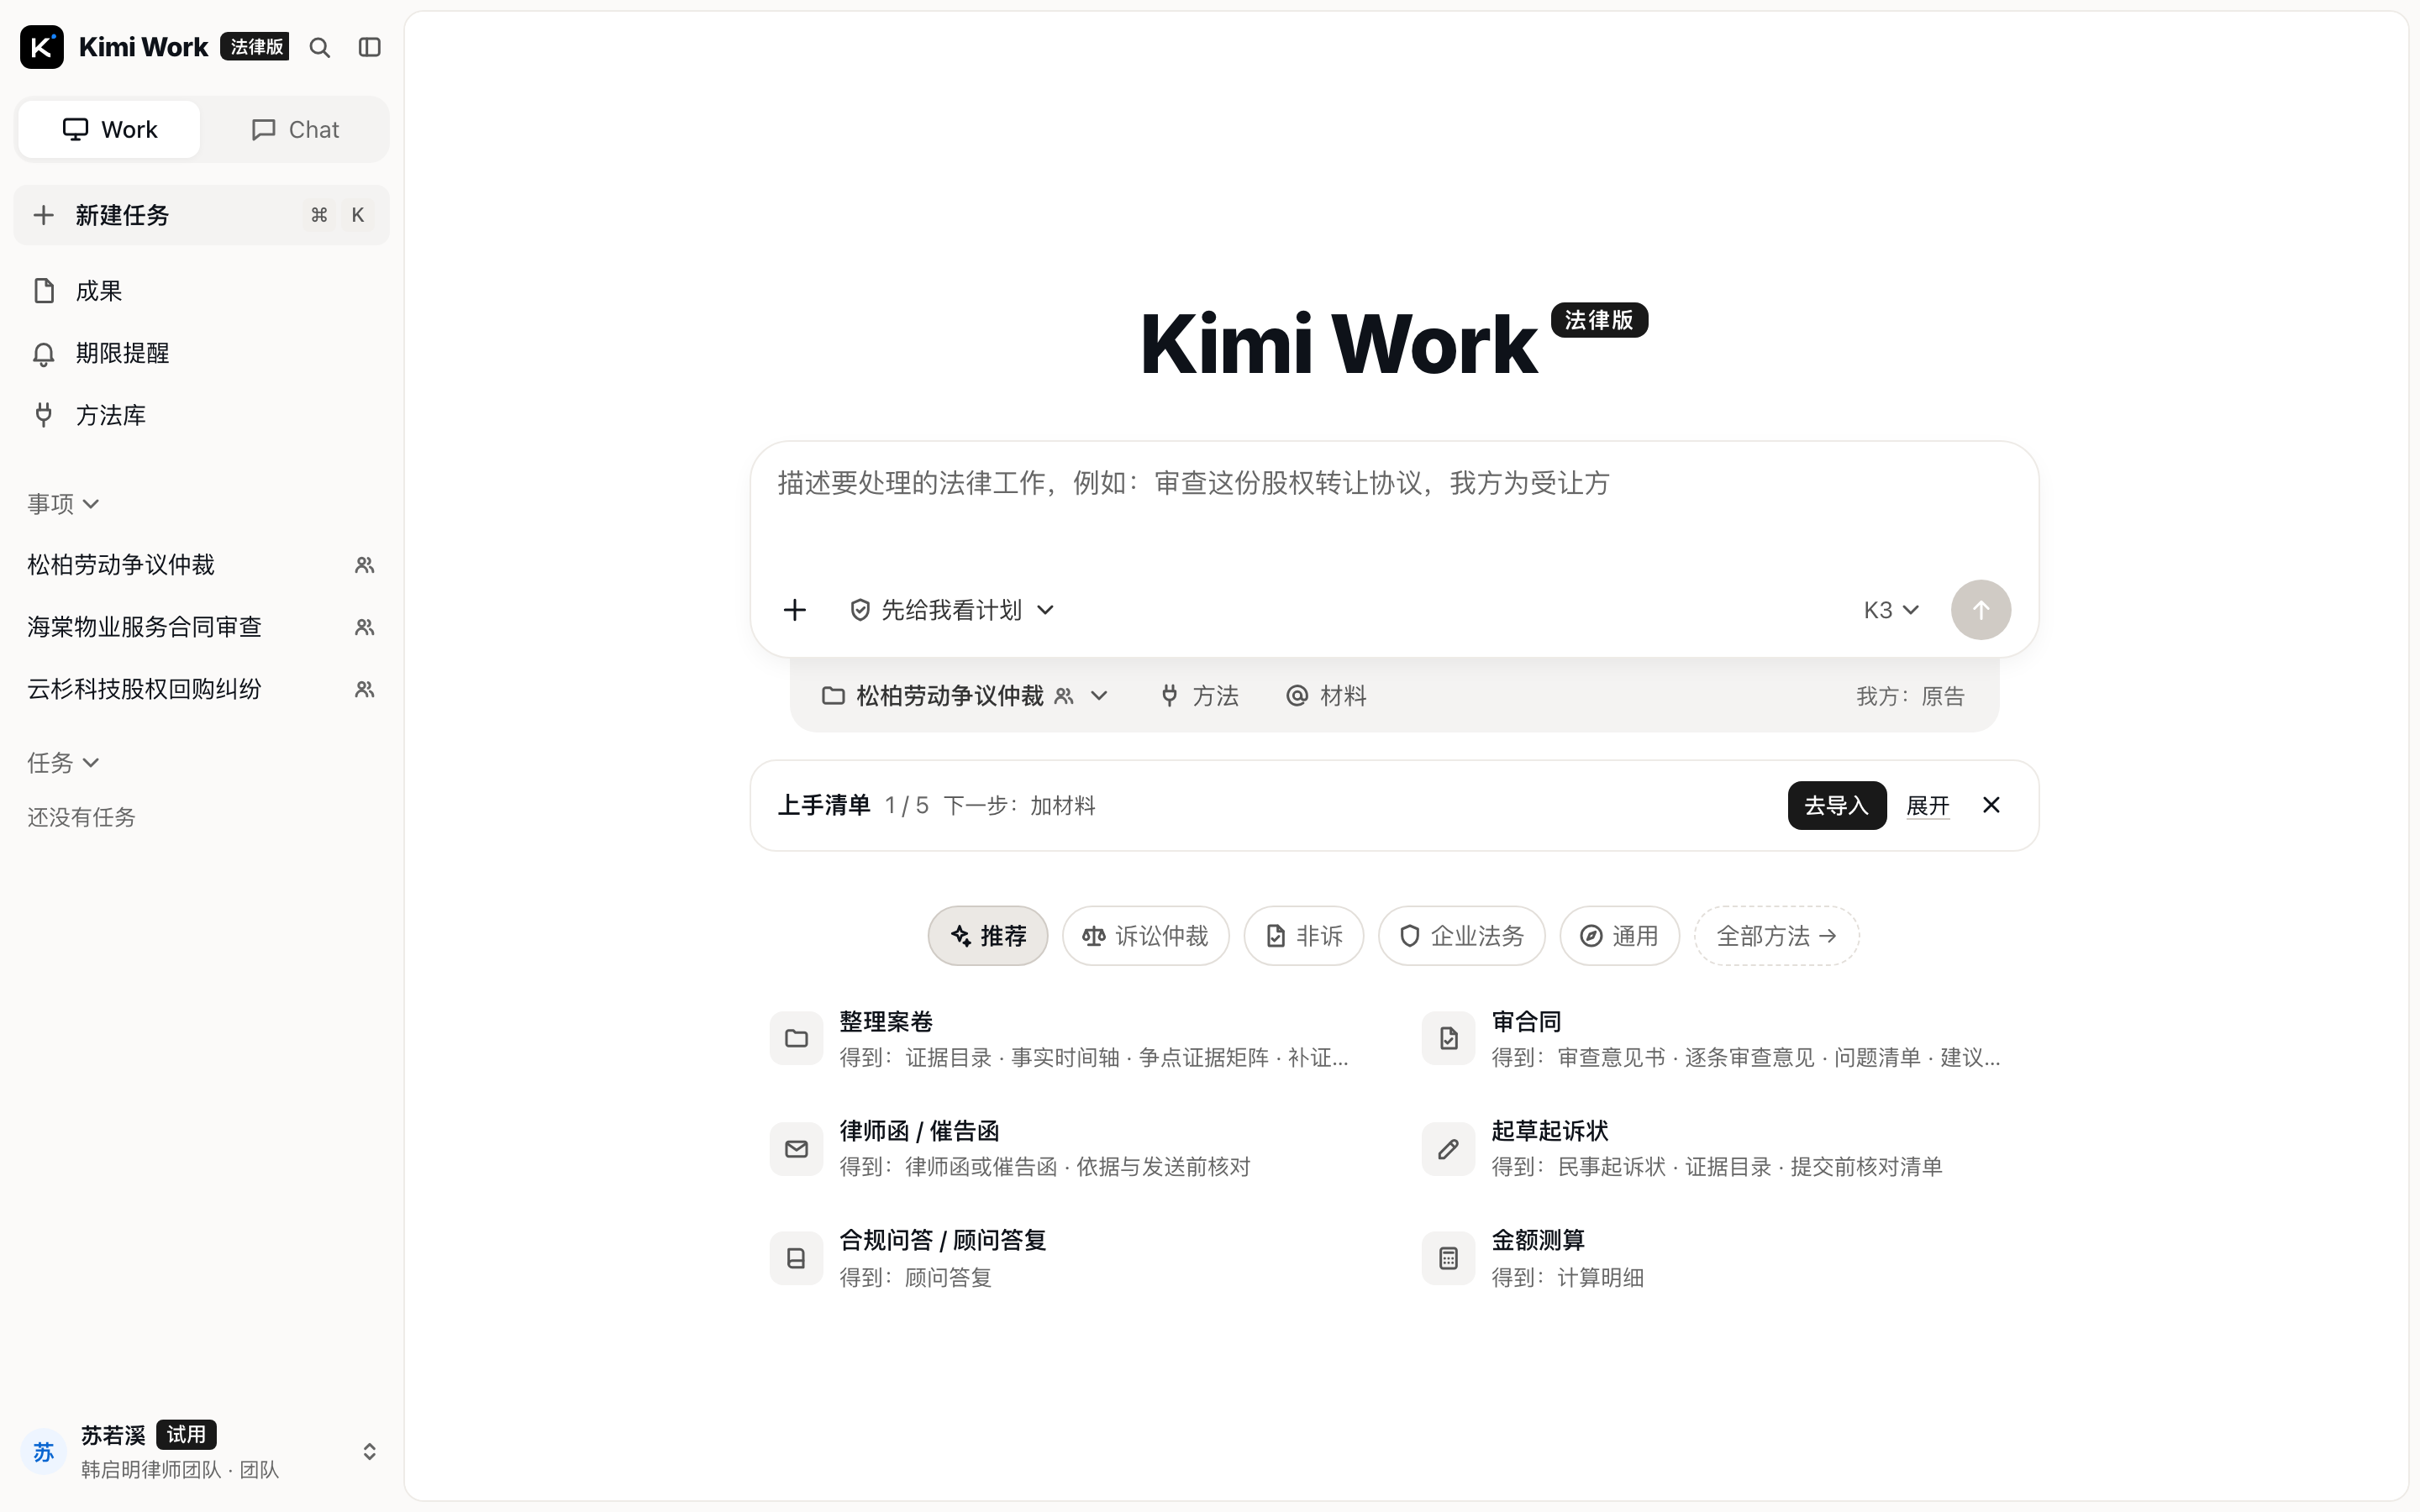 Kimi Work 法律版
Work
Chat
新建任务 ⌘ K
成果
期限提醒
方法库
事项
松柏劳动争议仲裁
海棠物业服务合同审查
云杉科技股权回购纠纷
任务
还没有任务
苏 苏若溪 试用
韩启明律师团队 · 团队
Kimi Work 法律版
描述要处理的法律工作，例如：审查这份股权转让协议，我方为受让方
先给我看计划
K3
松柏劳动争议仲裁
方法
材料
我方：原告
上手清单 1 / 5 下一步：加材料
去导入
展开
推荐
诉讼仲裁
非诉
企业法务
通用
全部方法 →
整理案卷
得到：证据目录 · 事实时间轴 · 争点证据矩阵 · 补证...
审合同
得到：审查意见书 · 逐条审查意见 · 问题清单 · 建议...
律师函 / 催告函
得到：律师函或催告函 · 依据与发送前核对
起草起诉状
得到：民事起诉状 · 证据目录 · 提交前核对清单
合规问答 / 顾问答复
得到：顾问答复
金额测算
得到：计算明细